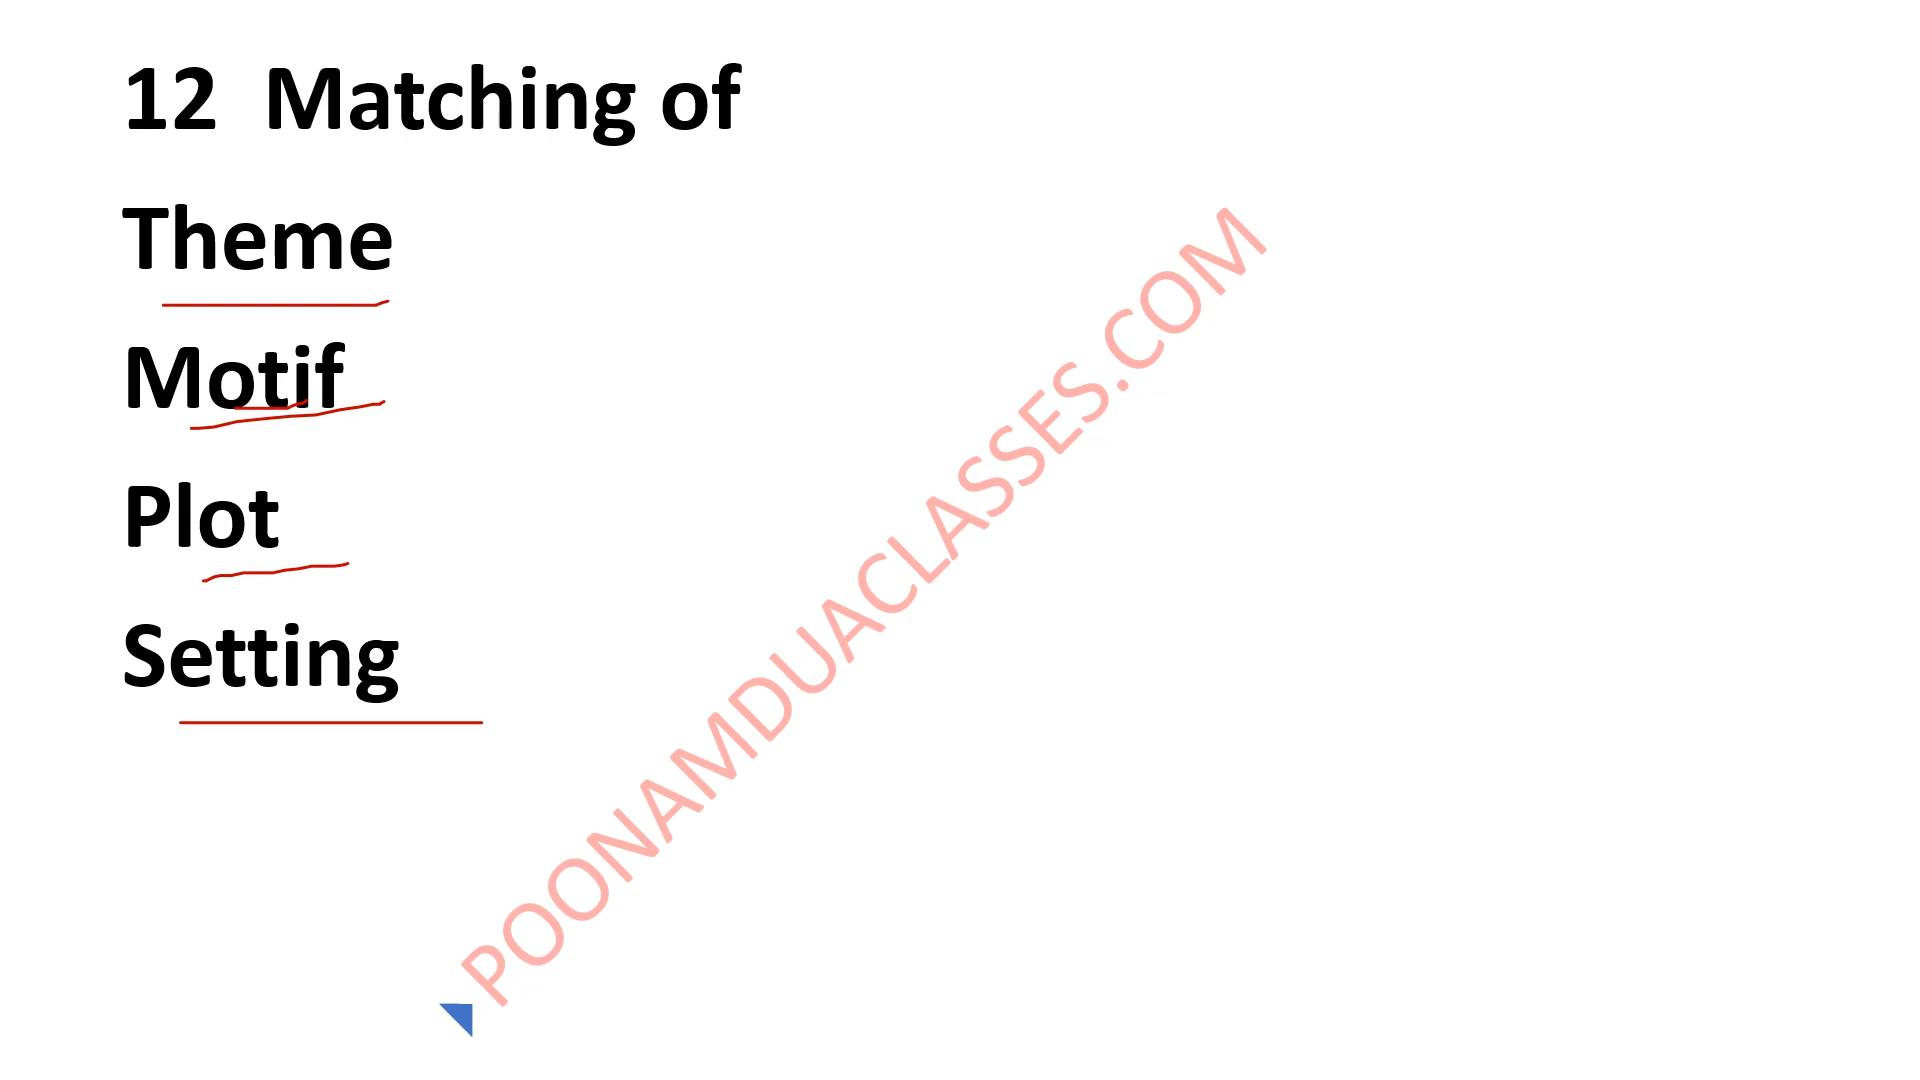 12 Matching of
Theme
Motif
Plot
Setting
POONAMDUACLASSES.COM